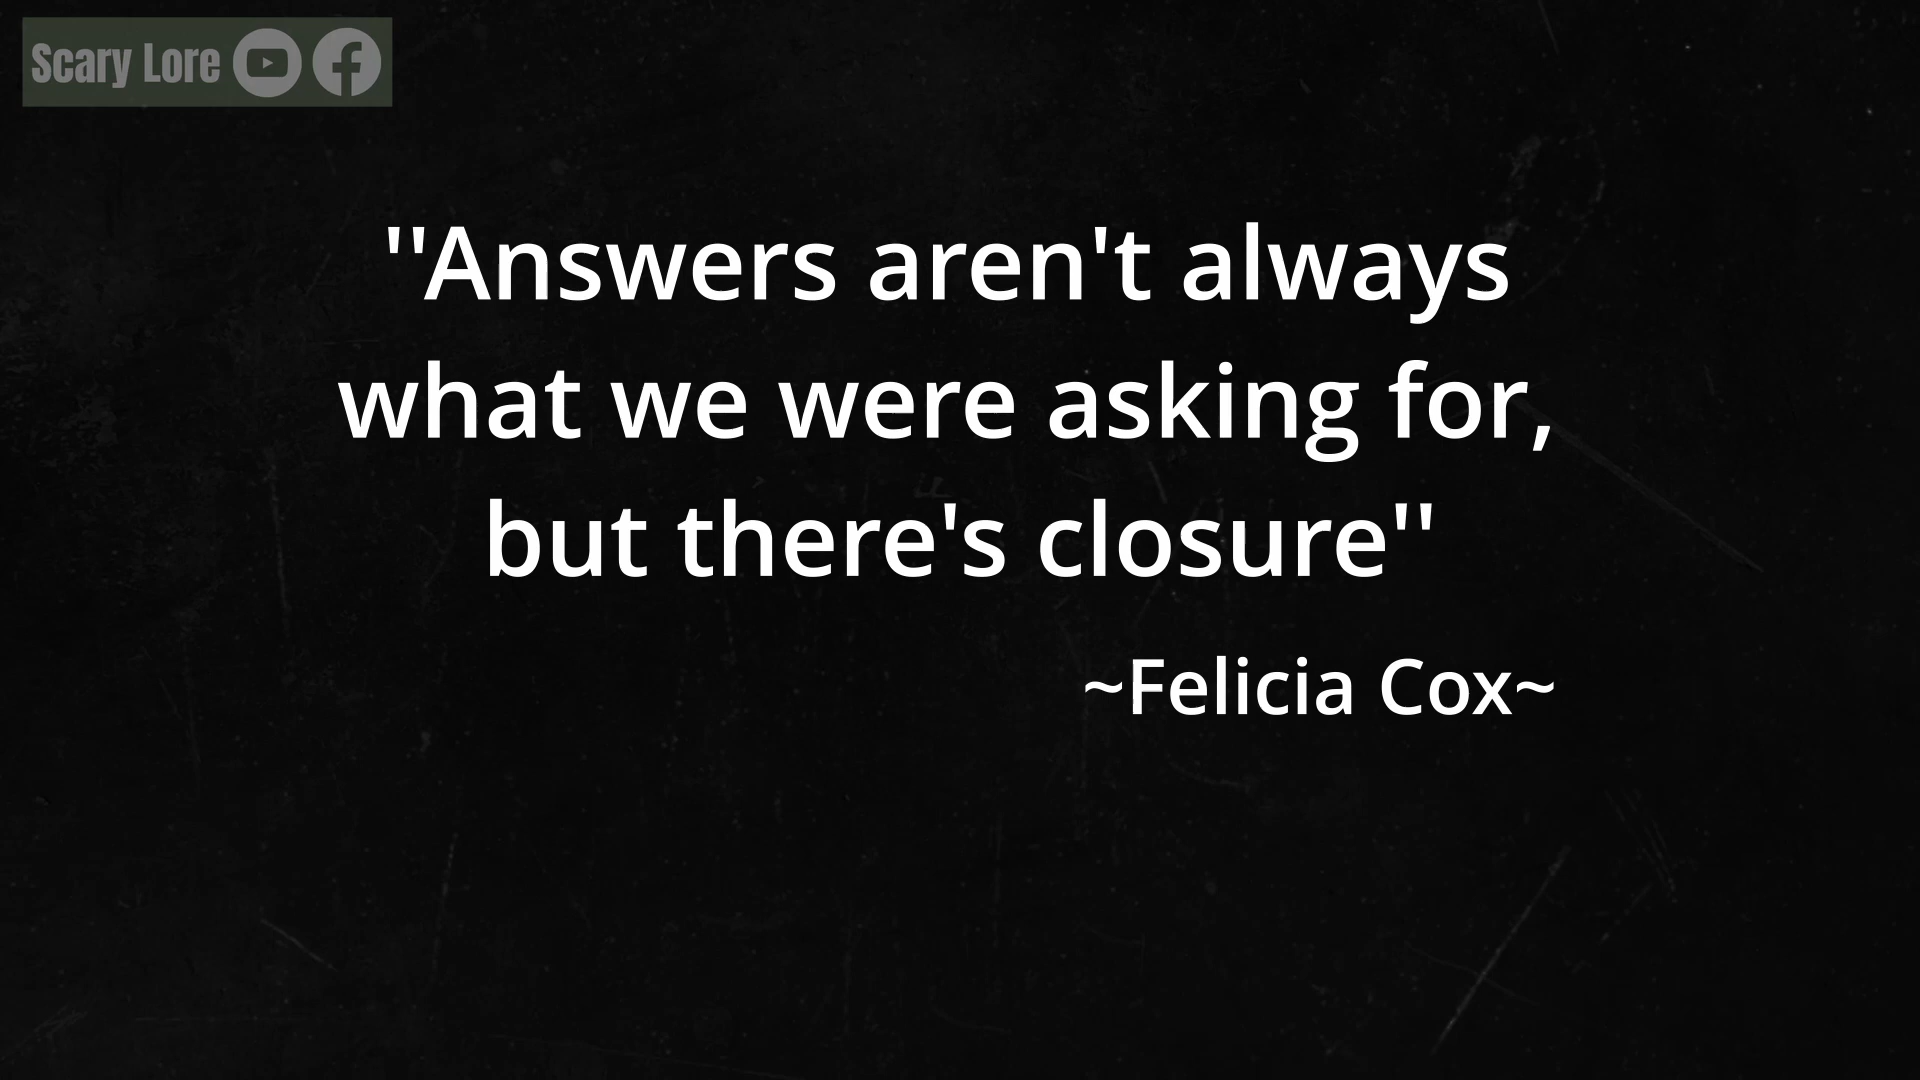 Scary Lore
''Answers aren't always
what we were asking for,
but there's closure''
~Felicia Cox~